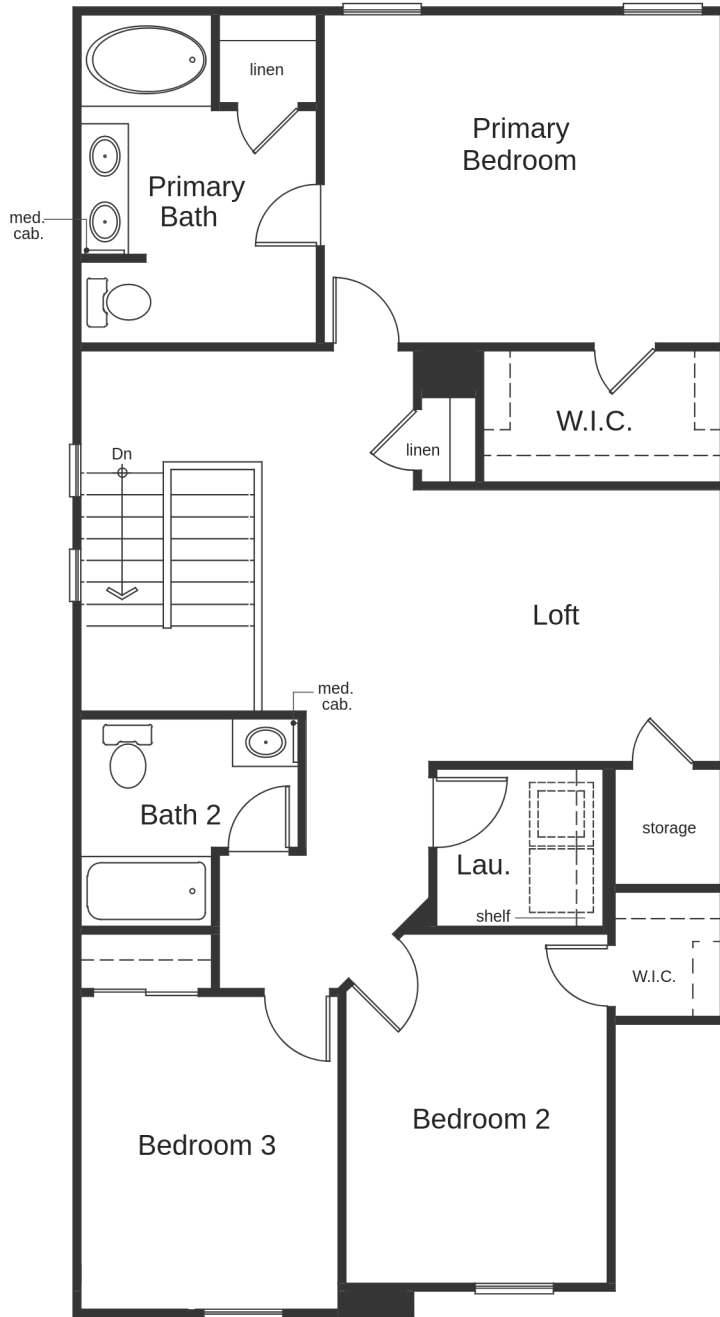 linen
Primary
Bedroom
Primary
Bath
med.
cab.
W.I.C.
linen
Dn
Loft
med.
cab.
Bath 2
storage
Lau.
shelf
W.I.C.
Bedroom 2
Bedroom 3